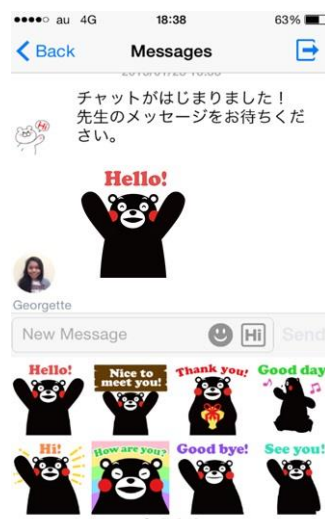 au 4G 18:38 63%
Back Messages
チャットがはじまりました！
先生のメッセージをお待ちくだ
さい。
Hi
Hello!
Georgette
New Message Hi Send
Hello! Nice to meet you! Thank you! Good day
Hi! How are you? Good bye! See you!